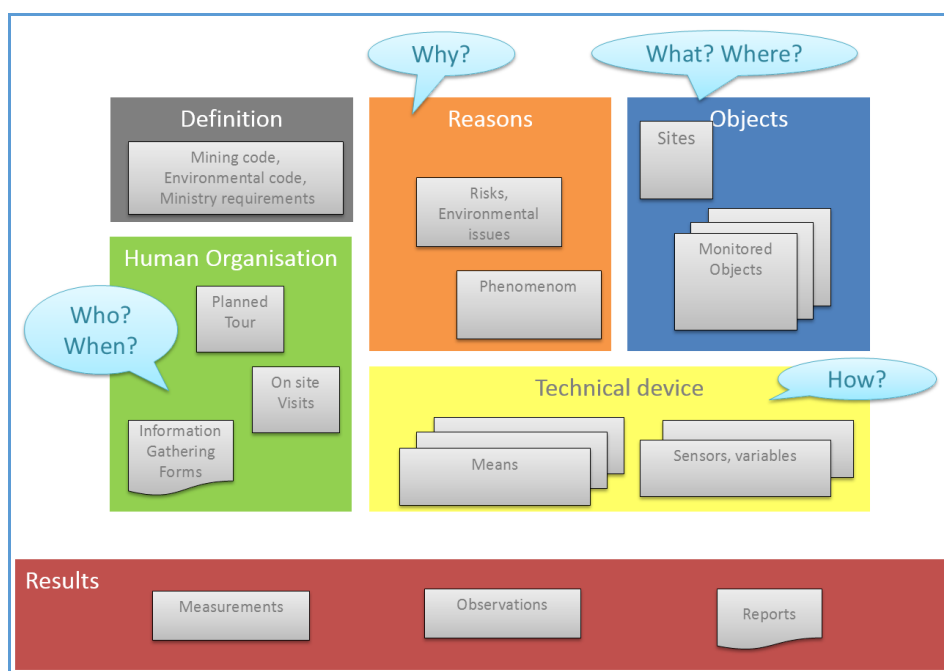 Why?
What? Where?
Definition
Mining code,
Environmental code,
Ministry requirements
Reasons
Risks,
Environmental
issues
Phenomenom
Objects
Sites
Monitored
Objects
Human Organisation
Who?
When?
Planned
Tour
On site
Visits
Information
Gathering
Forms
Technical device
How?
Means
Sensors, variables
Results
Measurements
Observations
Reports